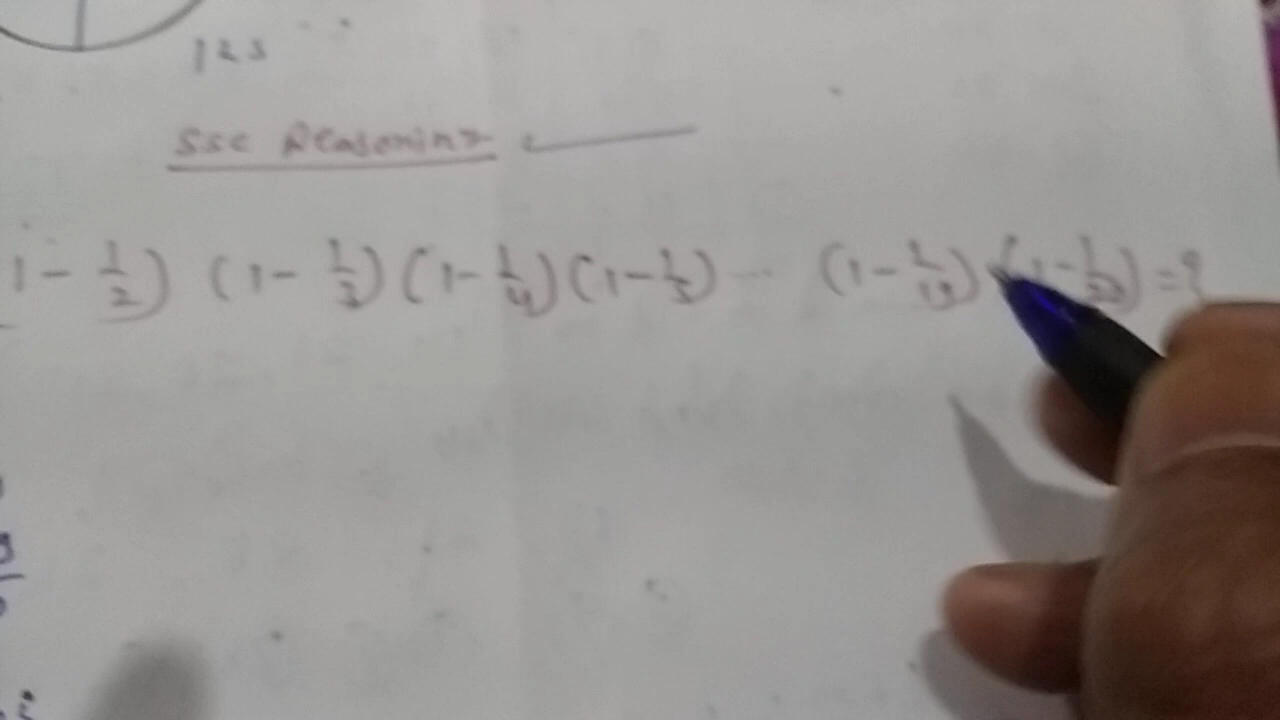 123
SSC Reasoning
1 - 1/2) (1 - 1/3) (1 - 1/4) (1 - 1/5) ... (1 - 1/19) (1 - 1/20) = ?